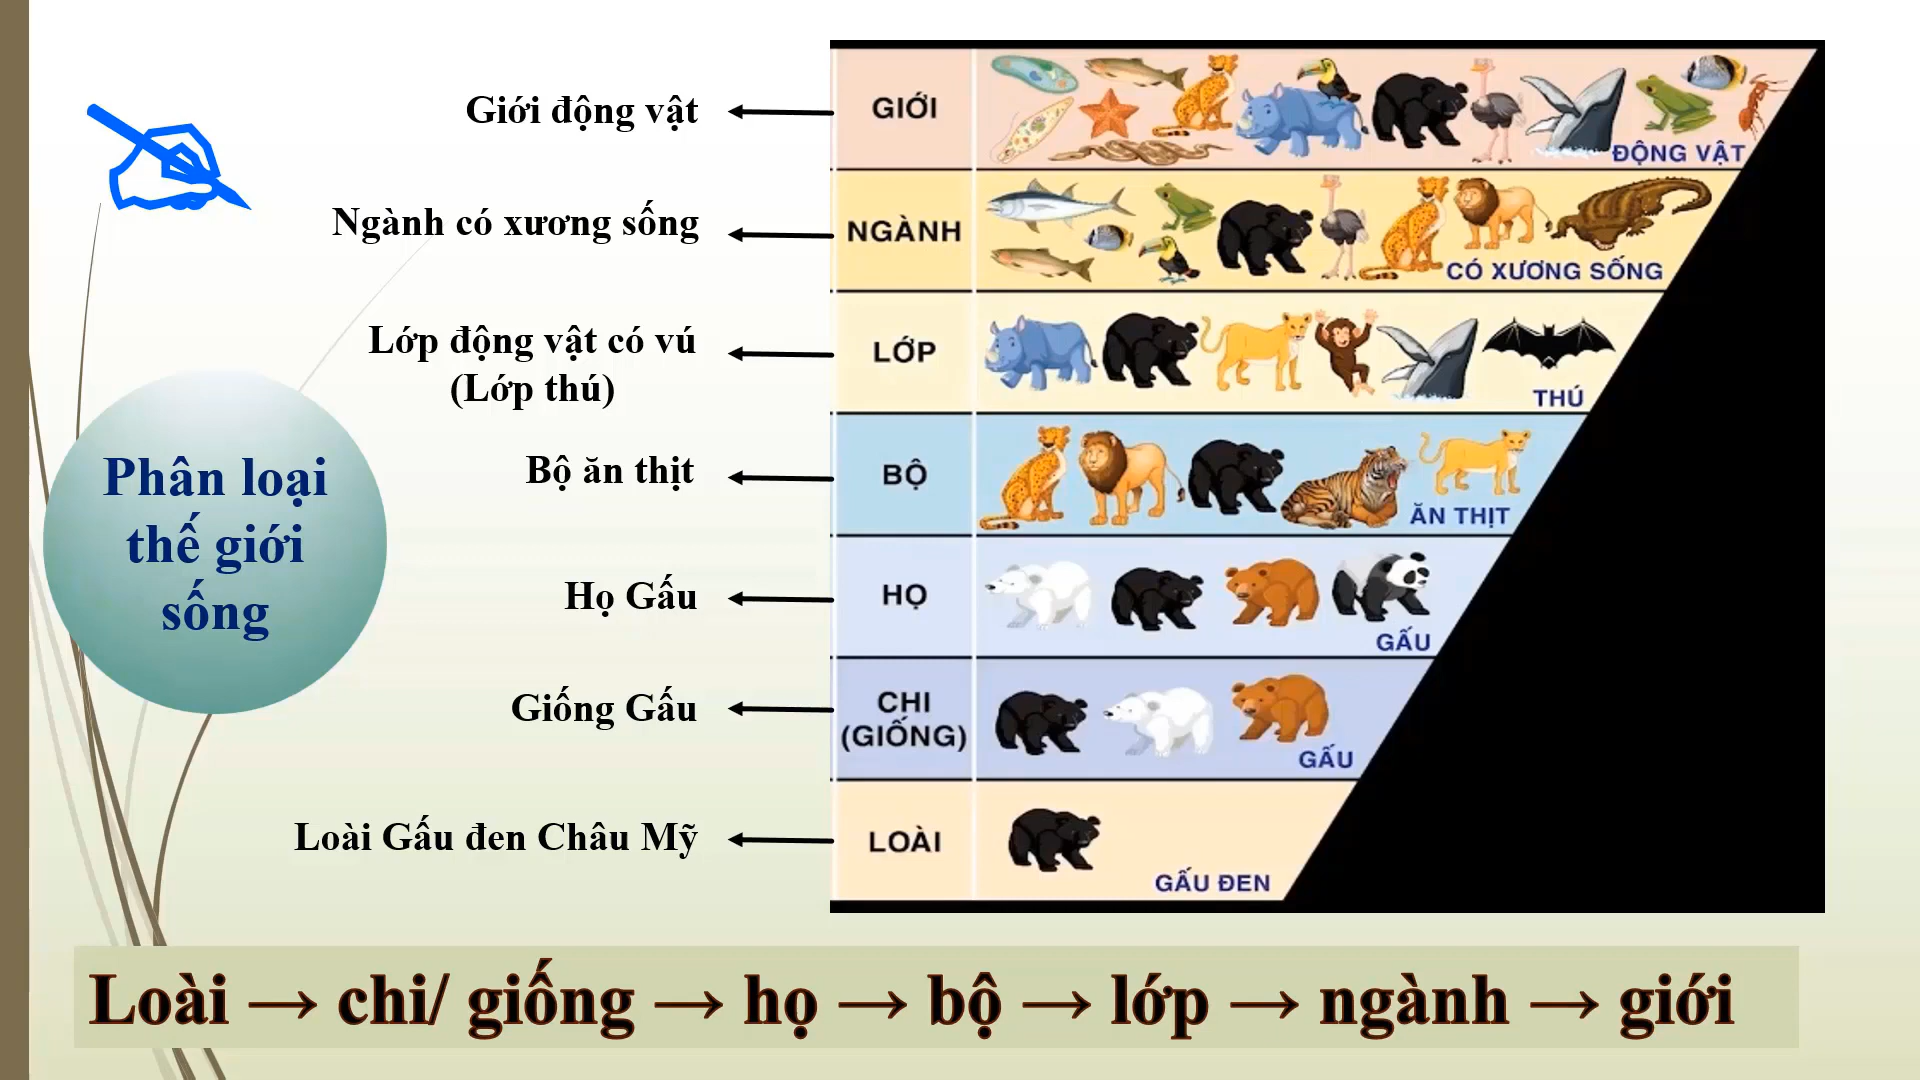 Phân loại
thế giới
sống
Giới động vật
Ngành có xương sống
Lớp động vật có vú
(Lớp thú)
Bộ ăn thịt
Họ Gấu
Giống Gấu
Loài Gấu đen Châu Mỹ
GIỚI
ĐỘNG VẬT
NGÀNH
CÓ XƯƠNG SỐNG
LỚP
THÚ
BỘ
ĂN THỊT
HỌ
GẤU
CHI
(GIỐNG)
GẤU
LOÀI
GẤU ĐEN
Loài → chi/ giống → họ → bộ → lớp → ngành → giới